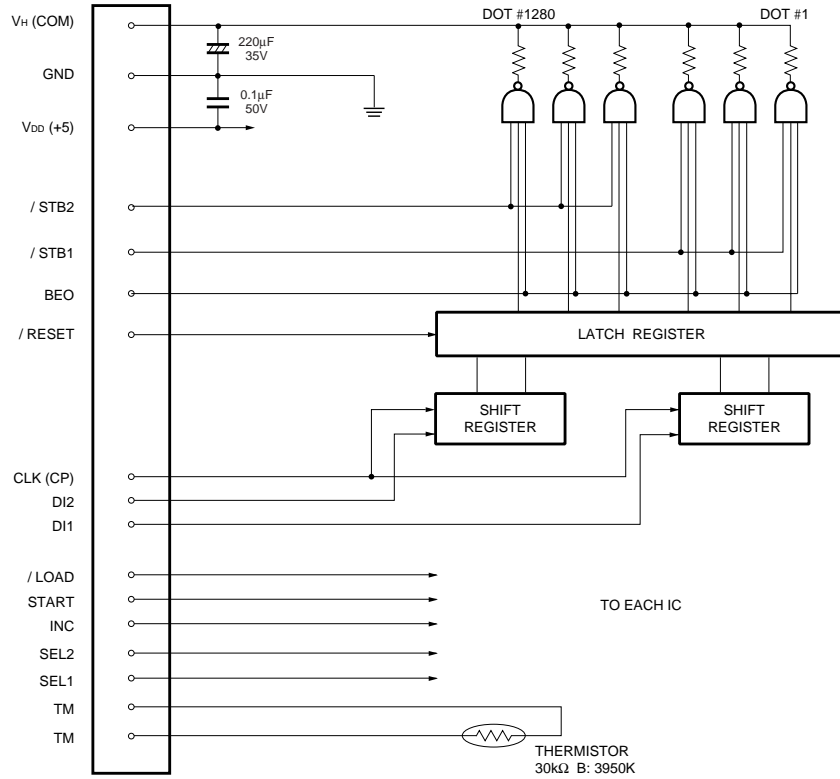 VH (COM)
DOT #1280
DOT #1
220µF
35V
GND
0.1µF
50V
VDD (+5)
/ STB2
/ STB1
BEO
/ RESET
LATCH REGISTER
SHIFT
REGISTER
SHIFT
REGISTER
CLK (CP)
DI2
DI1
/ LOAD
START
TO EACH IC
INC
SEL2
SEL1
TM
TM
THERMISTOR
30kΩ B: 3950K